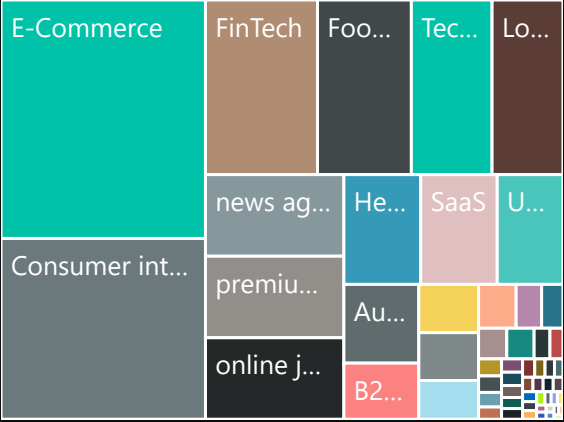 E-Commerce
FinTech
Foo...
Tec...
Lo...
news ag...
He...
SaaS
U...
Consumer int...
premiu...
Au...
online j...
B2...